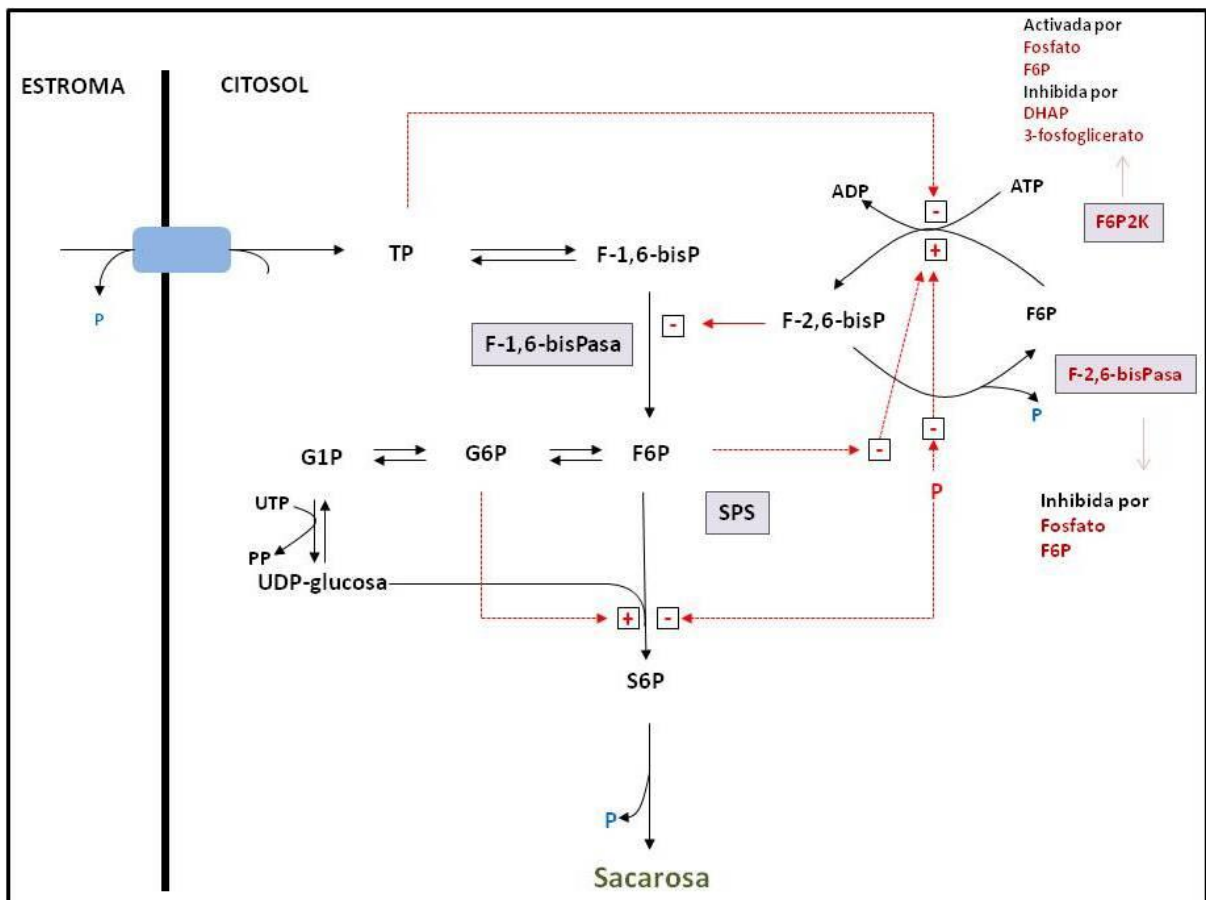 ESTROMA
CITOSOL
Activada por
Fosfato
F6P
Inhibida por
DHAP
3-fosfoglicerato
ADP
-
ATP
F6P2K
+
TP
F-1,6-bisP
P
F-1,6-bisPasa
-
F-2,6-bisP
F6P
F-2,6-bisPasa
P
G1P
G6P
F6P
-
-
P
UTP
SPS
PP
UDP-glucosa
Inhibida por
Fosfato
F6P
+
-
S6P
P
Sacarosa